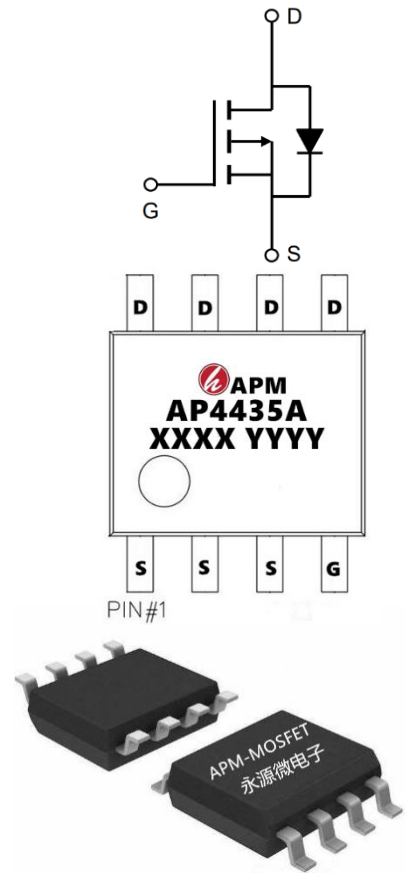 D
G
S
D D D D
APM
AP4435A
XXXX YYYY
S S S G
PIN#1
APM-MOSFET
永源微电子